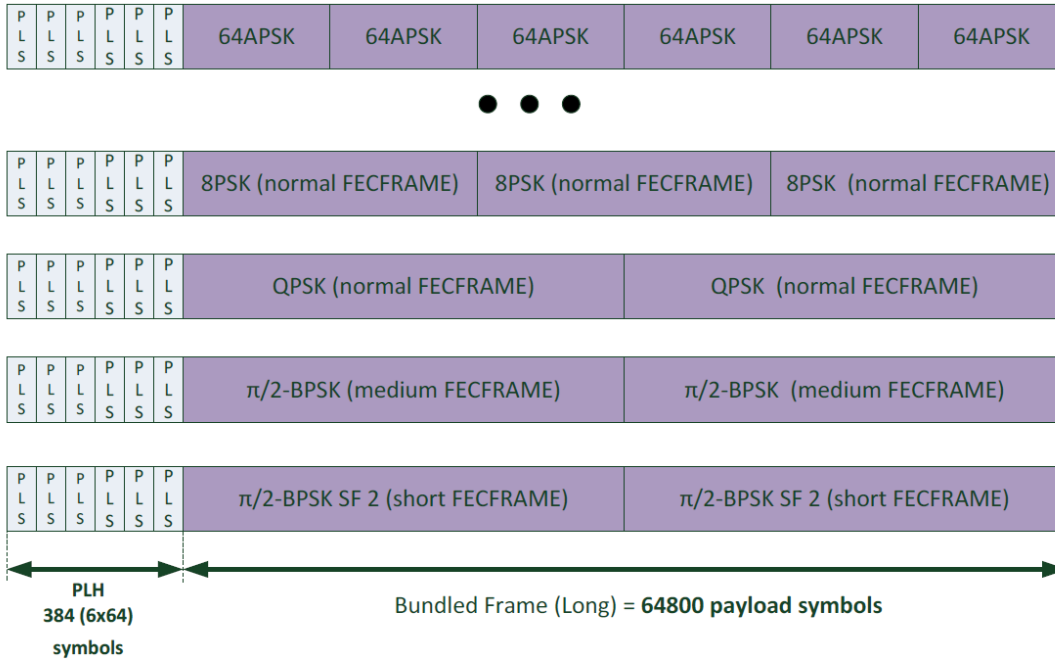 P P P P P P
L L L L L L
S S S S S S
64APSK 64APSK 64APSK 64APSK 64APSK 64APSK
P P P P P P
L L L L L L
S S S S S S
8PSK (normal FECFRAME) 8PSK (normal FECFRAME) 8PSK (normal FECFRAME)
P P P P P P
L L L L L L
S S S S S S
QPSK (normal FECFRAME) QPSK (normal FECFRAME)
P P P P P P
L L L L L L
S S S S S S
π/2-BPSK (medium FECFRAME) π/2-BPSK (medium FECFRAME)
P P P P P P
L L L L L L
S S S S S S
π/2-BPSK SF 2 (short FECFRAME) π/2-BPSK SF 2 (short FECFRAME)
PLH
384 (6x64)
symbols
Bundled Frame (Long) = 64800 payload symbols